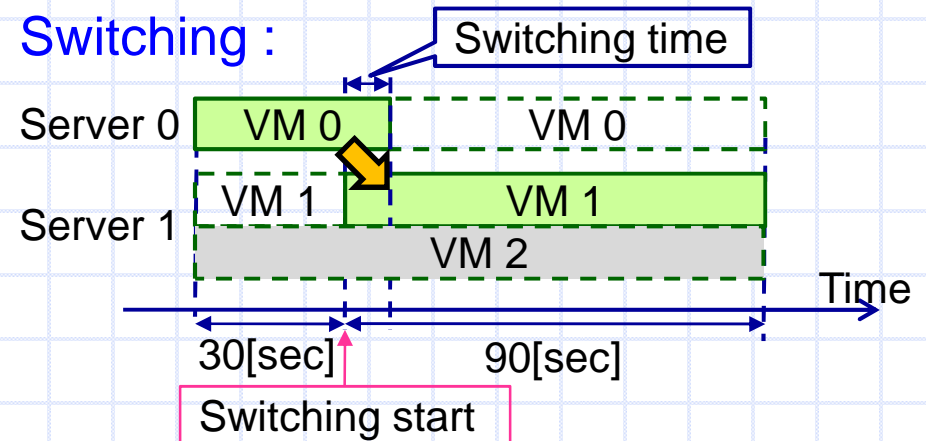 Switching :
Switching time
Server 0
VM 0
VM 0
Server 1
VM 1
VM 1
VM 2
Time
30[sec]
90[sec]
Switching start